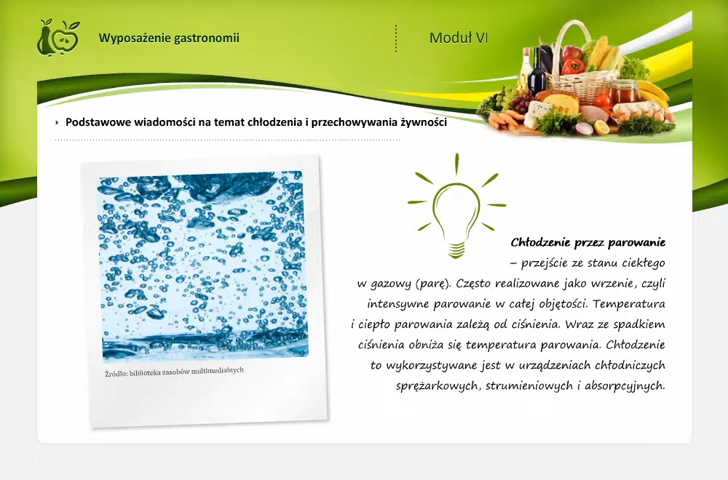 Wyposażenie gastronomii
Moduł VI
Podstawowe wiadomości na temat chłodzenia i przechowywania żywności
Chłodzenie przez parowanie
– przejście ze stanu ciekłego
w gazowy (parę). Często realizowane jako wrzenie, czyli
intensywne parowanie w całej objętości. Temperatura
i ciepło parowania zależą od ciśnienia. Wraz ze spadkiem
ciśnienia obniża się temperatura parowania. Chłodzenie
to wykorzystywane jest w urządzeniach chłodniczych
sprężarkowych, strumieniowych i absorpcyjnych.
Źródło: biblioteka zasobów multimedialnych